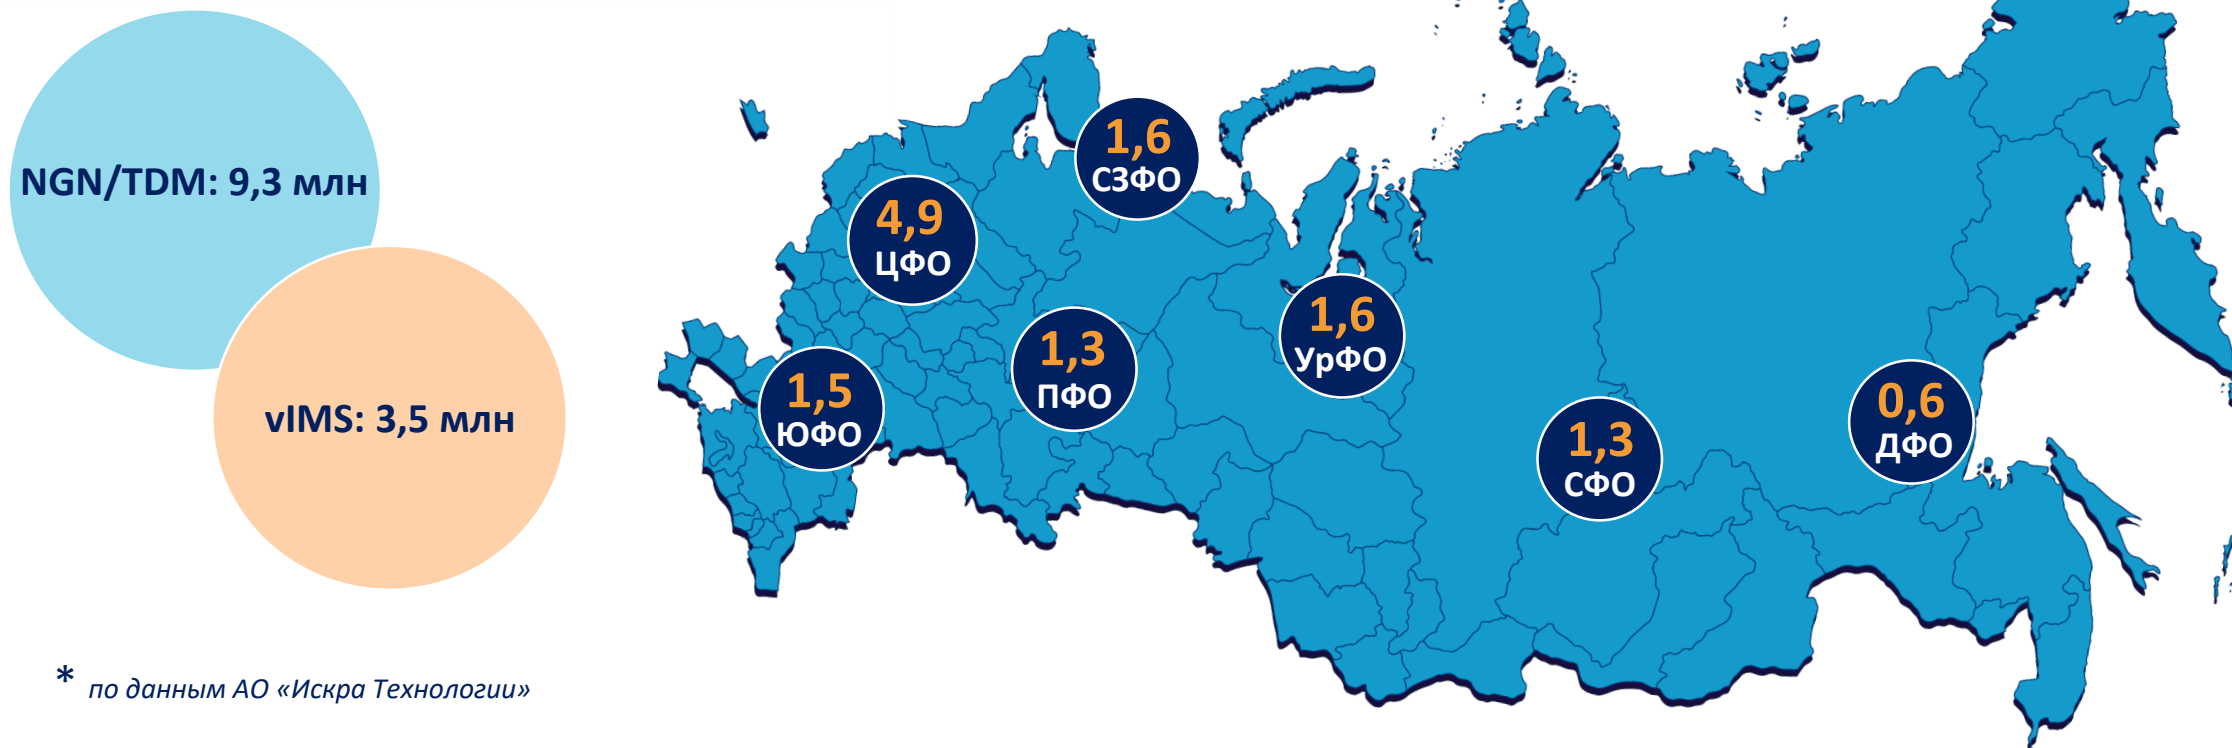 NGN/TDM: 9,3 млн
vIMS: 3,5 млн
* по данным АО «Искра Технологии»
1,6
СЗФО
4,9
ЦФО
1,6
УрФО
1,3
ПФО
1,5
ЮФО
1,3
СФО
0,6
ДФО